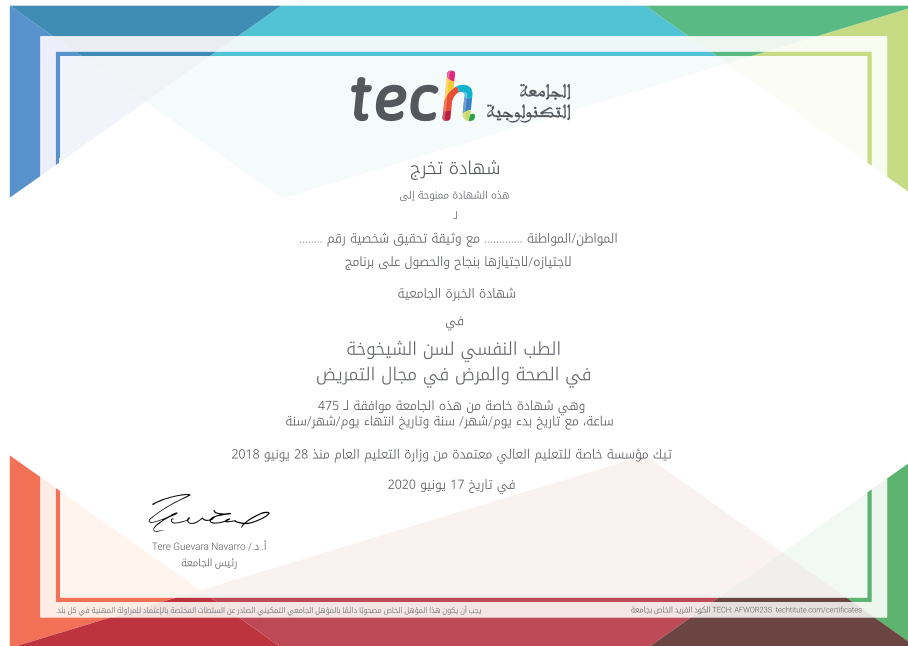 tech الجامعة
التكنولوجية
شهادة تخرج
هذه الشهادة ممنوحة إلى
لـ
المواطن/المواطنة ............ مع وثيقة تحقيق شخصية رقم ........
لاجتيازه/لاجتيازها بنجاح والحصول على برنامج
شهادة الخبرة الجامعية
في
الطب النفسي لسن الشيخوخة
في الصحة والمرض في مجال التمريض
وهي شهادة خاصة من هذه الجامعة موافقة لـ 475
ساعة، مع تاريخ بدء يوم/شهر/ سنة وتاريخ انتهاء يوم/شهر/سنة
تيك مؤسسة خاصة للتعليم العالي معتمدة من وزارة التعليم العام منذ 28 يونيو 2018
في تاريخ 17 يونيو 2020
أ.د./ Tere Guevara Navarro
رئيس الجامعة
يجب أن يكون هذا المؤهل الخاص مصحوبًا دائمًا بالمؤهل الجامعي التمكيني الصادر عن السلطات المختصة بالإعتماد للمزاولة المهنية في كل بلد.
الكود الفريد الخاص بجامعة TECH: AFWOR23S techtitute.com/certificates